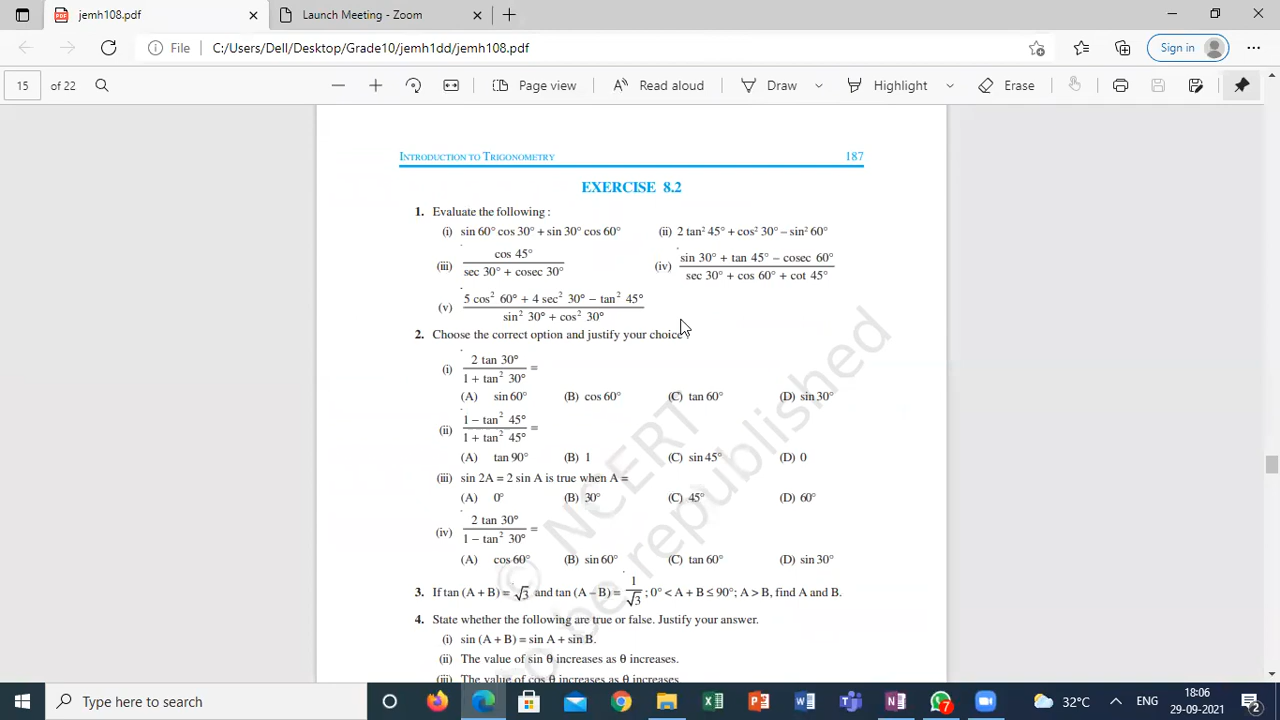 jemh108.pdf
Launch Meeting - Zoom
File C:/Users/Dell/Desktop/Grade10/jemh1dd/jemh108.pdf
Sign in
15 of 22 Page view Read aloud Draw Highlight Erase
INTRODUCTION TO TRIGONOMETRY 187
EXERCISE 8.2
1. Evaluate the following :
(i) sin 60° cos 30° + sin 30° cos 60° (ii) 2 tan² 45° + cos² 30° – sin² 60°
(iii) cos 45° / sec 30° + cosec 30° (iv) sin 30° + tan 45° – cosec 60° / sec 30° + cos 60° + cot 45°
(v) 5 cos² 60° + 4 sec² 30° – tan² 45° / sin² 30° + cos² 30°
2. Choose the correct option and justify your choice :
(i) 2 tan 30° / 1 + tan² 30° =
(A) sin 60° (B) cos 60° (C) tan 60° (D) sin 30°
(ii) 1 – tan² 45° / 1 + tan² 45° =
(A) tan 90° (B) 1 (C) sin 45° (D) 0
(iii) sin 2A = 2 sin A is true when A =
(A) 0° (B) 30° (C) 45° (D) 60°
(iv) 2 tan 30° / 1 – tan² 30° =
(A) cos 60° (B) sin 60° (C) tan 60° (D) sin 30°
3. If tan (A + B) = √3 and tan (A – B) = 1/√3 ; 0° < A + B ≤ 90°; A > B, find A and B.
4. State whether the following are true or false. Justify your answer.
(i) sin (A + B) = sin A + sin B.
(ii) The value of sin θ increases as θ increases.
(iii) The value of cos θ increases as θ increases.
© NCERT
o be republished
Type here to search
7
32°C ENG 18:06
29-09-2021 2